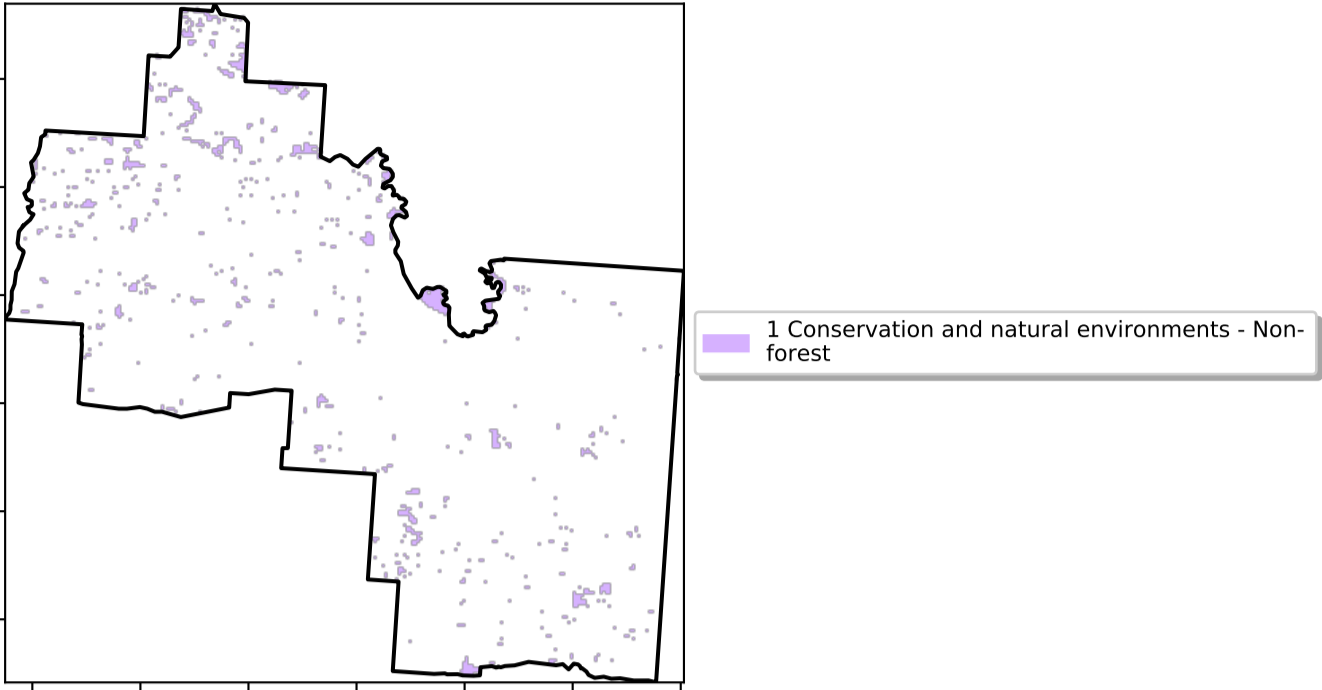 1 Conservation and natural environments - Non-
forest